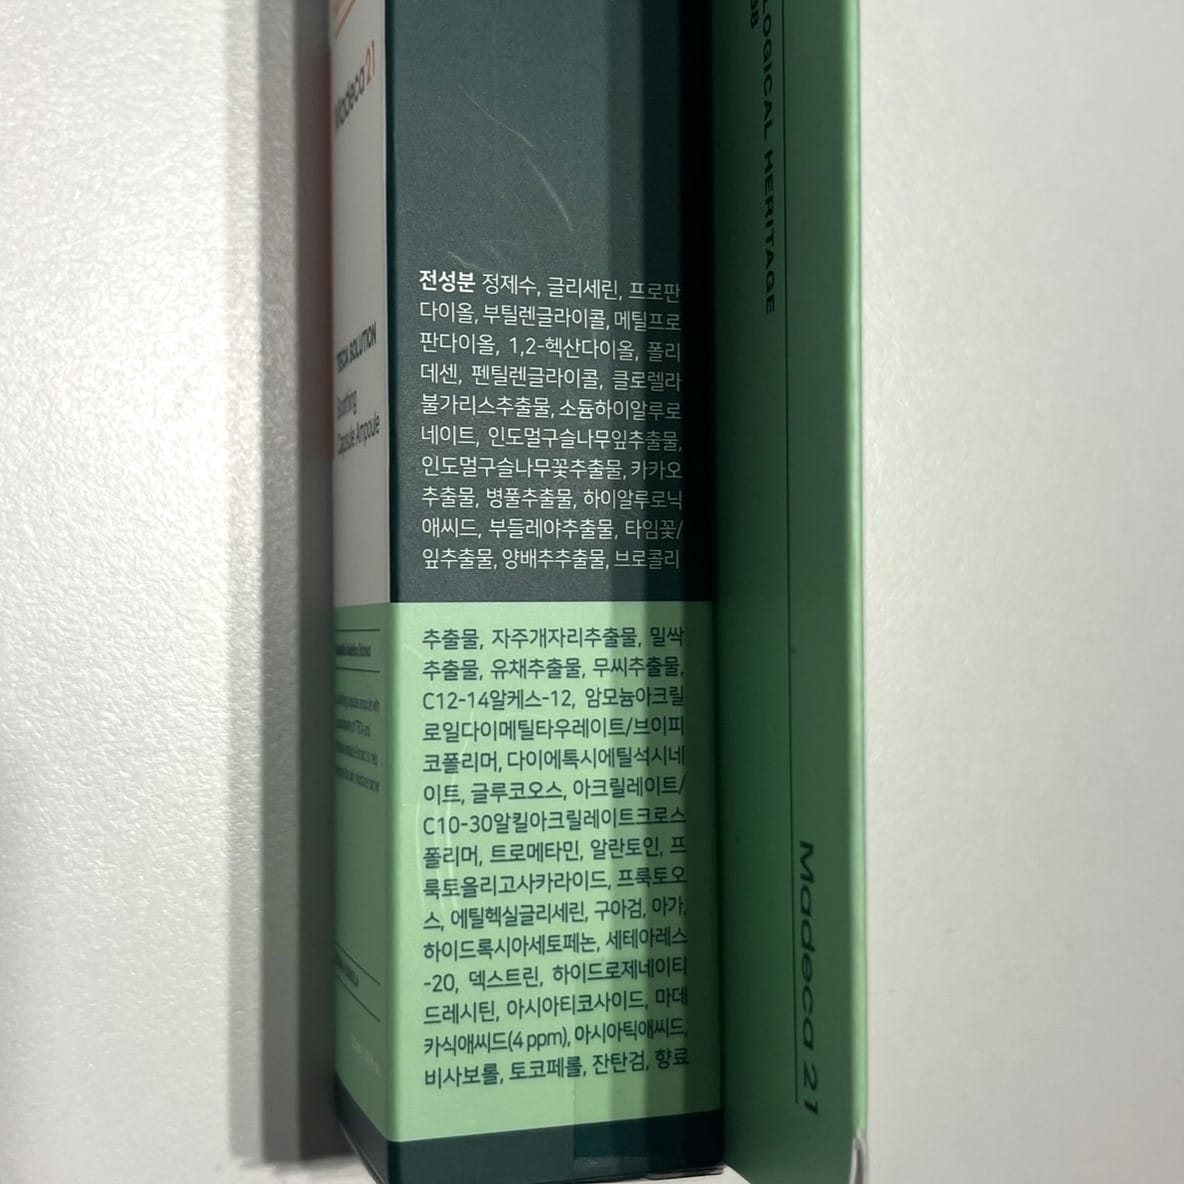 Madeca 21
TECA SOLUTION
Soothing
Capsule Ampoule
전성분 정제수, 글리세린, 프로판
다이올, 부틸렌글라이콜, 메틸프로
판다이올, 1,2-헥산다이올, 폴리
데센, 펜틸렌글라이콜, 클로렐라
불가리스추출물, 소듐하이알루로
네이트, 인도멀구슬나무잎추출물,
인도멀구슬나무꽃추출물, 카카오
추출물, 병풀추출물, 하이알루로닉
애씨드, 부들레야추출물, 타임꽃/
잎추출물, 양배추추출물, 브로콜리
추출물, 자주개자리추출물, 밀싹
추출물, 유채추출물, 무씨추출물,
C12-14알케스-12, 암모늄아크릴
로일다이메틸타우레이트/브이피
코폴리머, 다이에톡시에틸석시네
이트, 글루코오스, 아크릴레이트/
C10-30알킬아크릴레이트크로스
폴리머, 트로메타민, 알란토인, 프
룩토올리고사카라이드, 프룩토오
스, 에틸헥실글리세린, 구아검, 아가,
하이드록시아세토페논, 세테아레스
-20, 덱스트린, 하이드로제네이티
드레시틴, 아시아티코사이드, 마데
카식애씨드(4 ppm), 아시아틱애씨드,
비사보롤, 토코페롤, 잔탄검, 향료
LOGICAL HERITAGE
Madeca 21